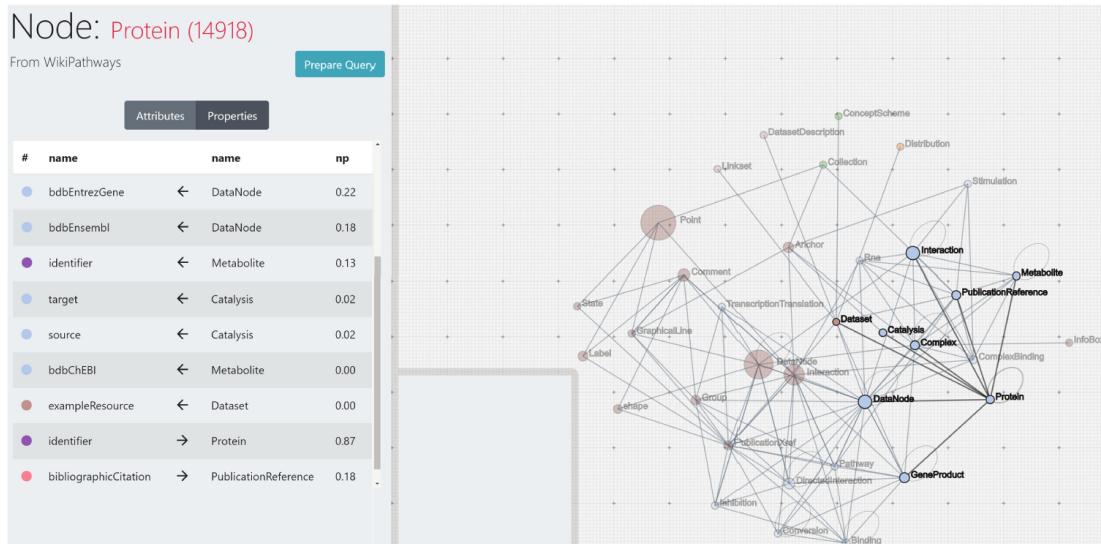 Node: Protein (14918)
From WikiPathways
Prepare Query
Attributes Properties
# name name np
bdbEntrezGene ← DataNode 0.22
bdbEnsembl ← DataNode 0.18
identifier ← Metabolite 0.13
target ← Catalysis 0.02
source ← Catalysis 0.02
bdbChEBI ← Metabolite 0.00
exampleResource ← Dataset 0.00
identifier → Protein 0.87
bibliographicCitation → PublicationReference 0.18
ConceptScheme
DatasetDescription
Distribution
Collection
Linkset
Stimulation
Point
Anchor
Interaction
Rna
Comment
Metabolite
PublicationReference
State
TranscriptionTranslation
Dataset
GraphicalLine
Catalysis
Complex
InfoBox
Label
ComplexBinding
DataNode
Interaction
Group
DataNode
Protein
shape
PublicationXref
Pathway
GeneProduct
DirectedInteraction
Inhibition
Conversion
Binding